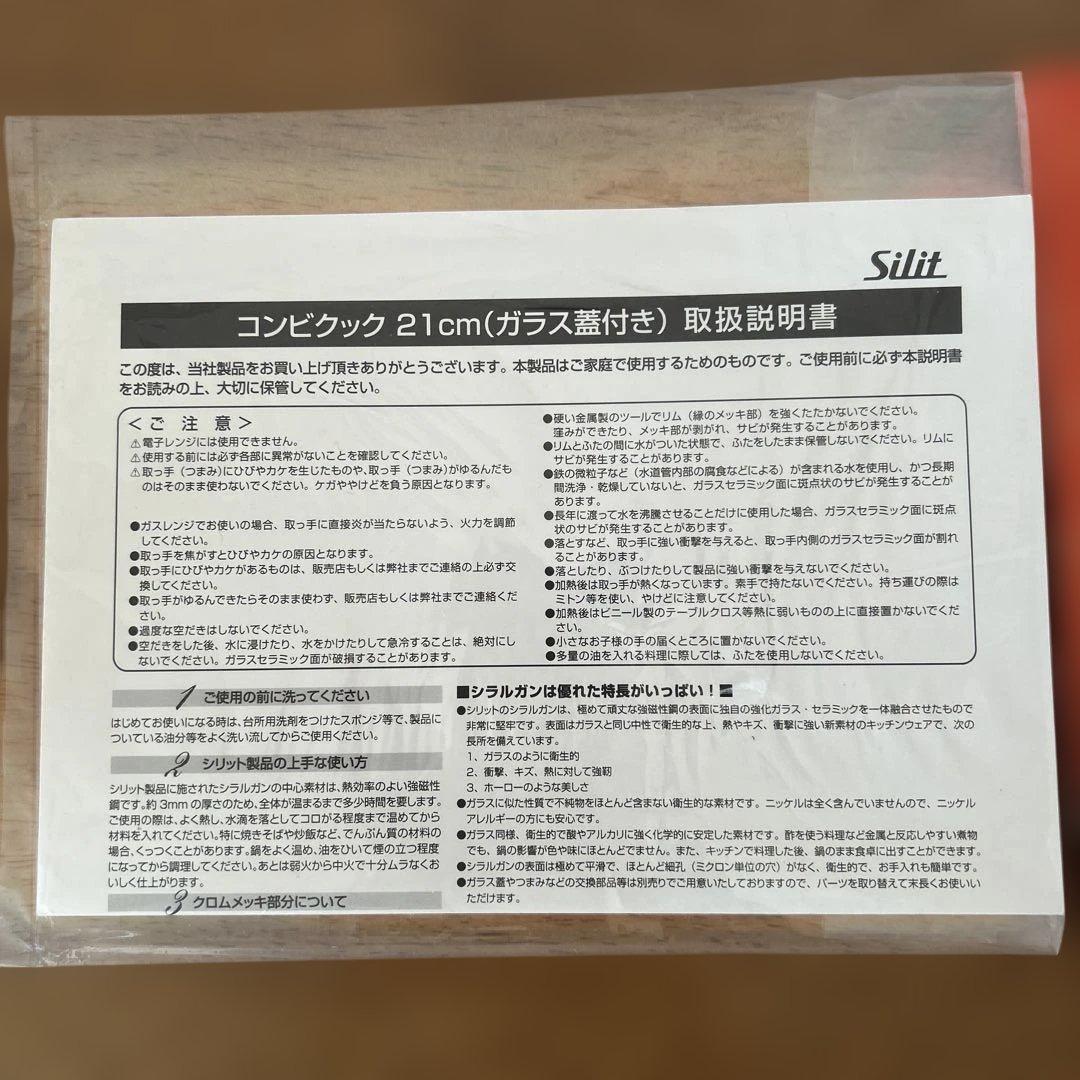 Silit
コンビクック 21cm(ガラス蓋付き) 取扱説明書
この度は、当社製品をお買い上げ頂きありがとうございます。本製品はご家庭で使用するためのものです。ご使用前に必ず本説明書
をお読みの上、大切に保管してください。
<ご 注 意>
⚠電子レンジには使用できません。
⚠使用する前には必ず各部に異常がないことを確認してください。
⚠取っ手(つまみ)にひびやカケを生じたものや、取っ手(つまみ)がゆるんだも
のはそのまま使わないでください。ケガややけどを負う原因となります。
●ガスレンジでお使いの場合、取っ手に直接炎が当たらないよう、火力を調節
してください。
●取っ手を焦がすとひびやカケの原因となります。
●取っ手にひびやカケがあるものは、販売店もしくは弊社までご連絡の上必ず交
換してください。
●取っ手がゆるんできたらそのまま使わず、販売店もしくは弊社までご連絡くだ
さい。
●過度な空だきはしないでください。
●空だきをした後、水に浸けたり、水をかけたりして急冷することは、絶対にし
ないでください。ガラスセラミック面が破損することがあります。
●硬い金属製のツールでリム(縁のメッキ部)を強くたたかないでください。
窪みができたり、メッキ部が剥がれ、サビが発生することがあります。
●リムとふたの間に水がついた状態で、ふたをしたまま保管しないでください。リムに
サビが発生することがあります。
●鉄の微粒子など(水道管内部の腐食などによる)が含まれる水を使用し、かつ長期
間洗浄・乾燥していないと、ガラスセラミック面に斑点状のサビが発生することが
あります。
●長年に渡って水を沸騰させることだけに使用した場合、ガラスセラミック面に斑点
状のサビが発生することがあります。
●落とすなど、取っ手に強い衝撃を与えると、取っ手内側のガラスセラミック面が割れ
ることがあります。
●落としたり、ぶつけたりして製品に強い衝撃を与えないでください。
●加熱後は取っ手が熱くなっています。素手で持たないでください。持ち運びの際は
ミトン等を使い、やけどに注意してください。
●加熱後はビニール製のテーブルクロス等熱に弱いものの上に直接置かないでくだ
さい。
●小さなお子様の手の届くところに置かないでください。
●多量の油を入れる料理に際しては、ふたを使用しないでください。
1 ご使用の前に洗ってください
はじめてお使いになる時は、台所用洗剤をつけたスポンジ等で、製品に
ついている油分等をよく洗い流してからご使用ください。
2 シリット製品の上手な使い方
シリット製品に施されたシラルガンの中心素材は、熱効率のよい強磁性
鋼です。約3mmの厚さのため、全体が温まるまで多少時間を要します。
ご使用の際は、よく熱し、水滴を落としてコロがる程度まで温めてから
材料を入れてください。特に焼きそばや炒飯など、でんぷん質の材料の
場合、くっつくことがあります。鍋をよく温め、油をひいて煙の立つ程度
になってから調理してください。あとは弱火から中火で十分ムラなくお
いしく仕上がります。
3 クロムメッキ部分について
■シラルガンは優れた特長がいっぱい!■
●シリットのシラルガンは、極めて頑丈な強磁性鋼の表面に独自の強化ガラス・セラミックを一体融合させたもので
非常に堅牢です。表面はガラスと同じ中性で衛生的な上、熱やキズ、衝撃に強い新素材のキッチンウェアで、次の
長所を備えています。
1、ガラスのように衛生的
2、衝撃、キズ、熱に対して強靭
3、ホーローのような美しさ
●ガラスに似た性質で不純物をほとんど含まない衛生的な素材です。ニッケルは全く含んでいませんので、ニッケル
アレルギーの方にも安心です。
●ガラス同様、衛生的で酸やアルカリに強く化学的に安定した素材です。酢を使う料理など金属と反応しやすい煮物
でも、鍋の影響が色や味にほとんどでません。また、キッチンで料理した後、鍋のまま食卓に出すことができます。
●シラルガンの表面は極めて平滑で、ほとんど細孔(ミクロン単位の穴)がなく、衛生的で、お手入れも簡単です。
●ガラス蓋やつまみなどの交換部品等は別売りでご用意いたしておりますので、パーツを取り替えて末長くお使いい
ただけます。